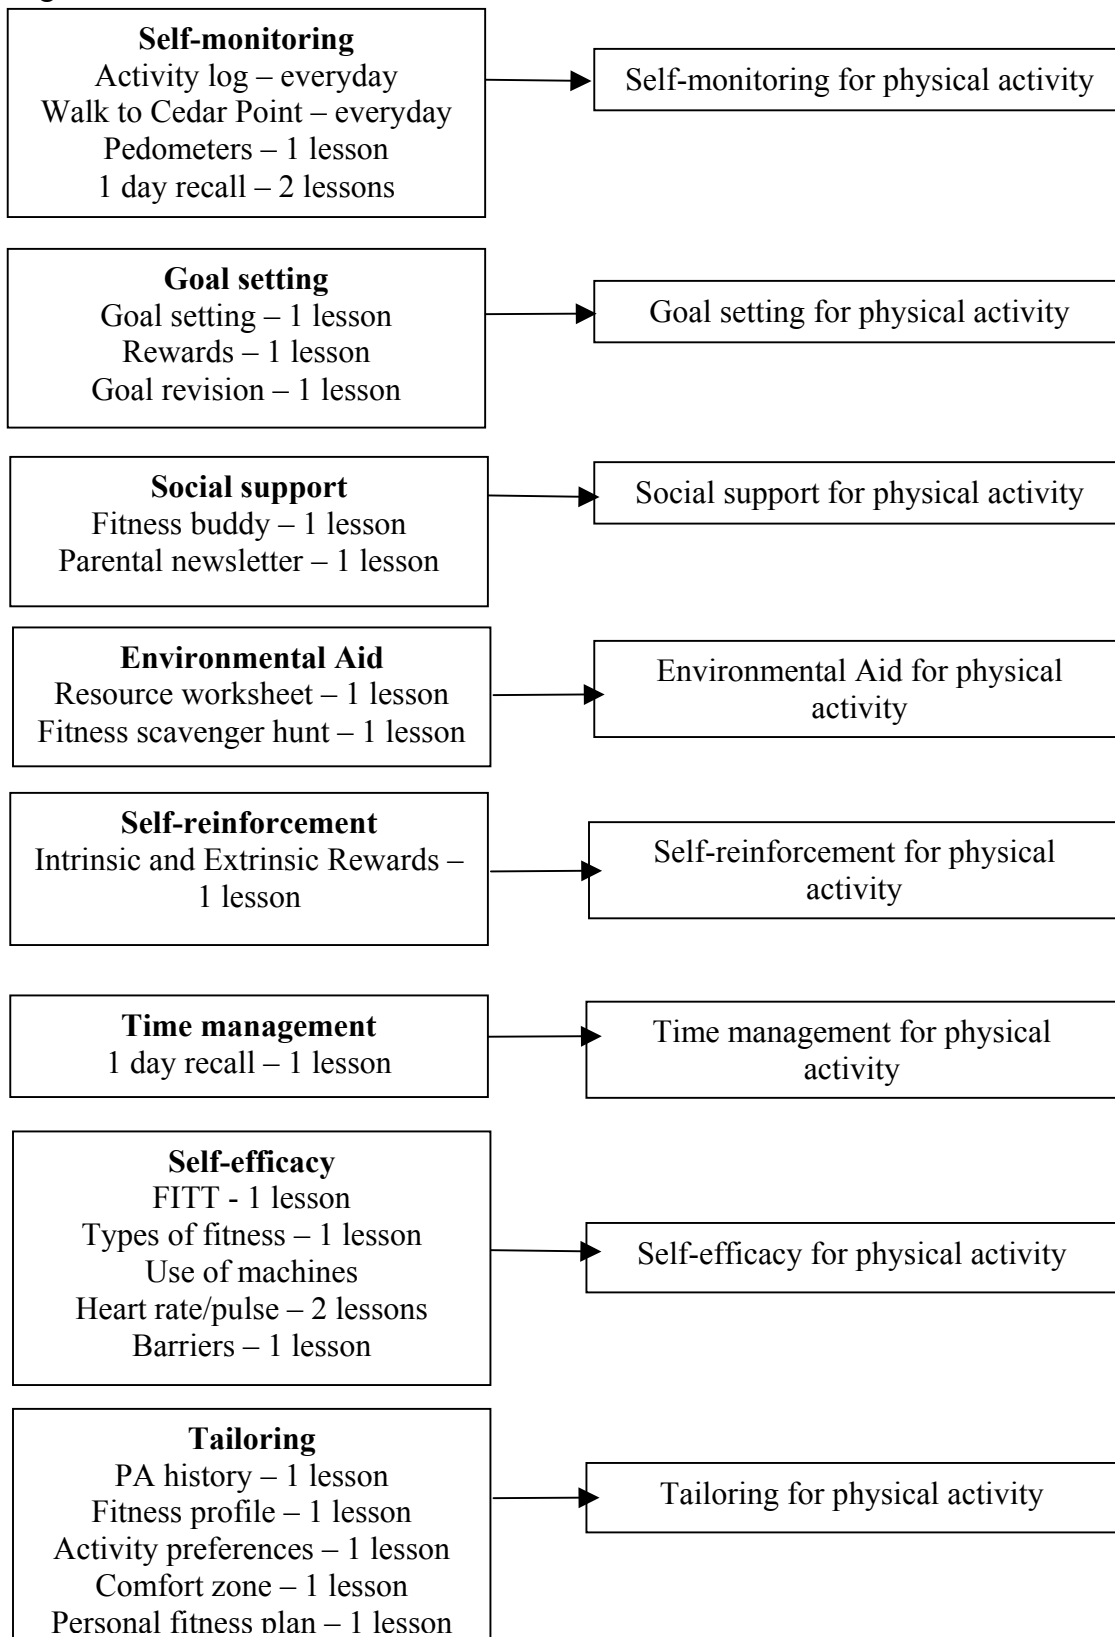 Self-monitoring
Activity log – everyday
Walk to Cedar Point – everyday
Pedometers – 1 lesson
1 day recall – 2 lessons
Self-monitoring for physical activity
Goal setting
Goal setting – 1 lesson
Rewards – 1 lesson
Goal revision – 1 lesson
Goal setting for physical activity
Social support
Fitness buddy – 1 lesson
Parental newsletter – 1 lesson
Social support for physical activity
Environmental Aid
Resource worksheet – 1 lesson
Fitness scavenger hunt – 1 lesson
Environmental Aid for physical
activity
Self-reinforcement
Intrinsic and Extrinsic Rewards –
1 lesson
Self-reinforcement for physical
activity
Time management
1 day recall – 1 lesson
Time management for physical
activity
Self-efficacy
FITT - 1 lesson
Types of fitness – 1 lesson
Use of machines
Heart rate/pulse – 2 lessons
Barriers – 1 lesson
Self-efficacy for physical activity
Tailoring
PA history – 1 lesson
Fitness profile – 1 lesson
Activity preferences – 1 lesson
Comfort zone – 1 lesson
Personal fitness plan – 1 lesson
Tailoring for physical activity